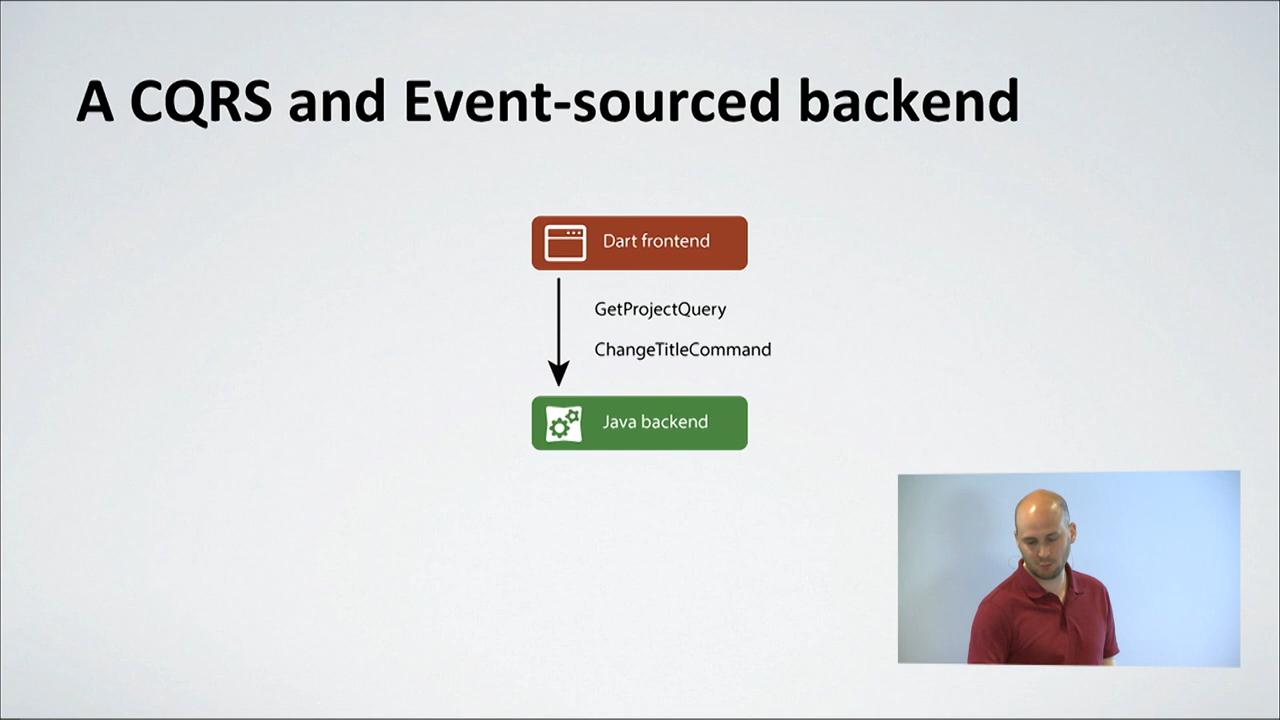 A CQRS and Event-sourced backend
Dart frontend
GetProjectQuery
ChangeTitleCommand
Java backend